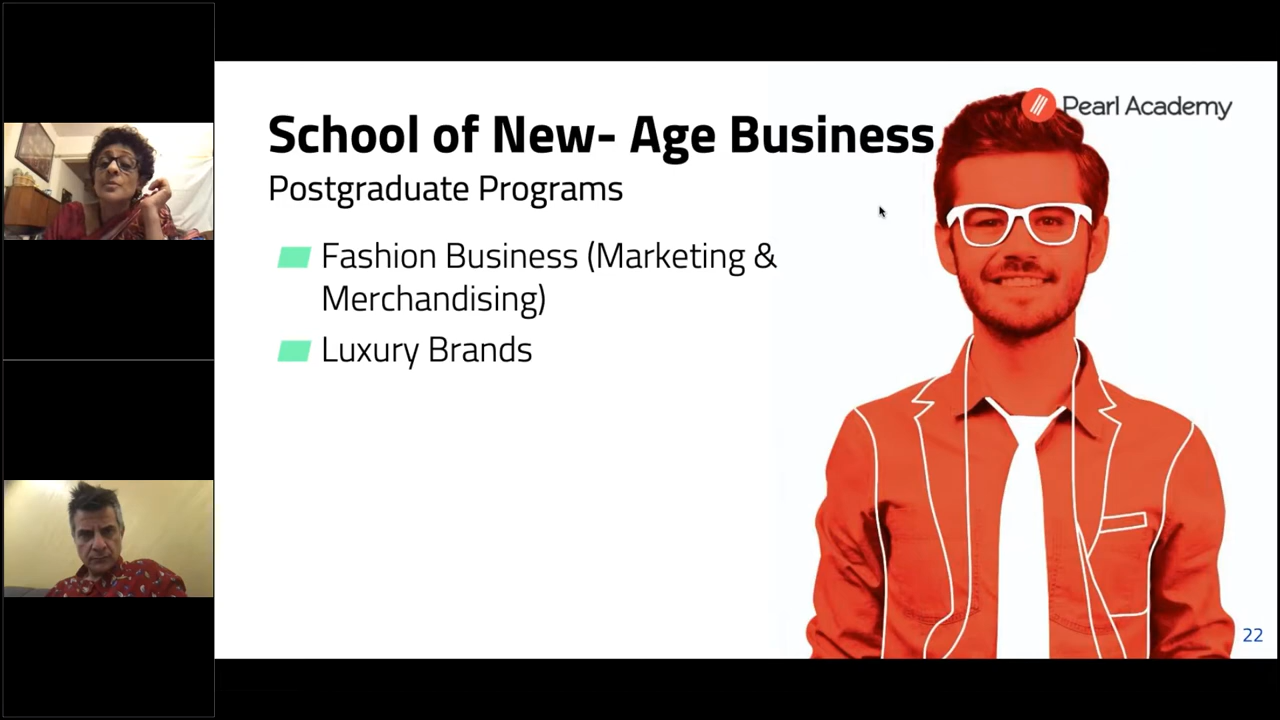 Pearl Academy
School of New- Age Business
Postgraduate Programs
Fashion Business (Marketing &
Merchandising)
Luxury Brands
22